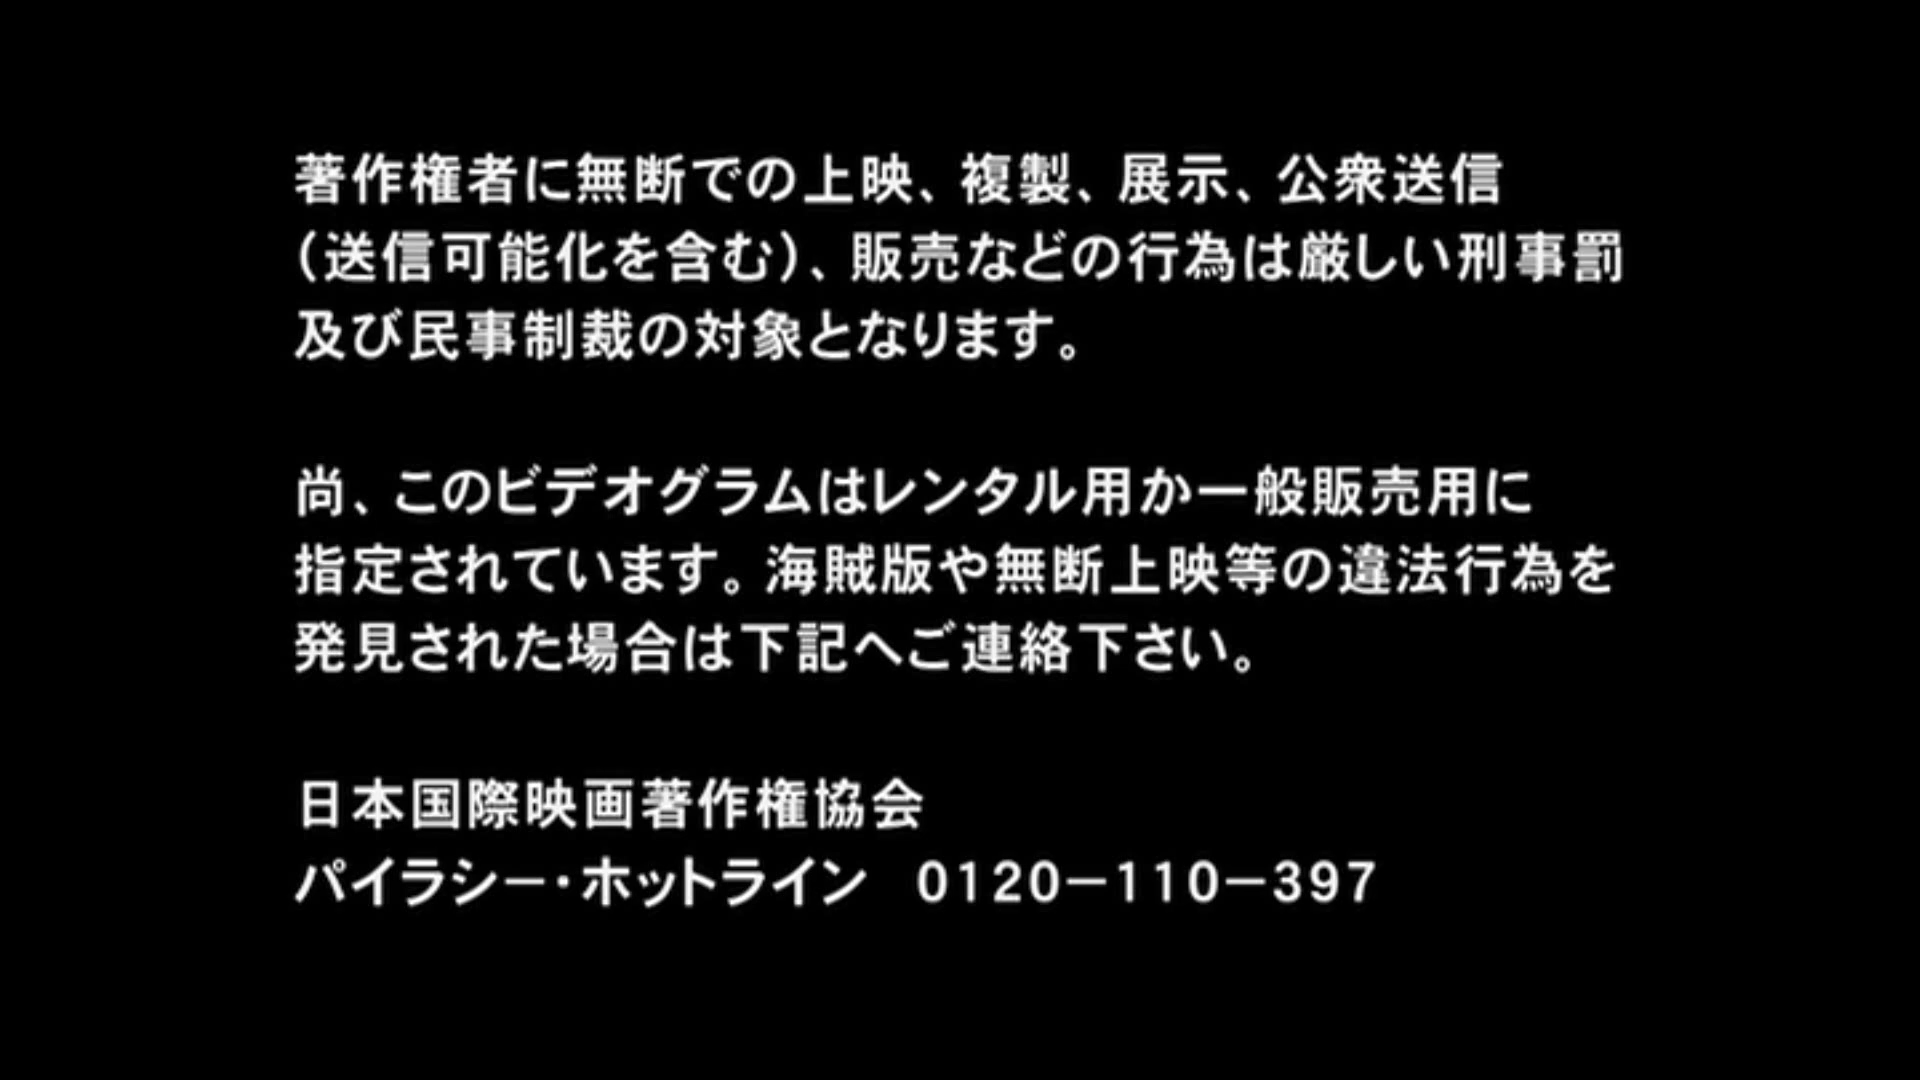 著作権者に無断での上映、複製、展示、公衆送信
（送信可能化を含む）、販売などの行為は厳しい刑事罰
及び民事制裁の対象となります。
尚、このビデオグラムはレンタル用か一般販売用に
指定されています。海賊版や無断上映等の違法行為を
発見された場合は下記へご連絡下さい。
日本国際映画著作権協会
パイラシー・ホットライン　0120－110－397